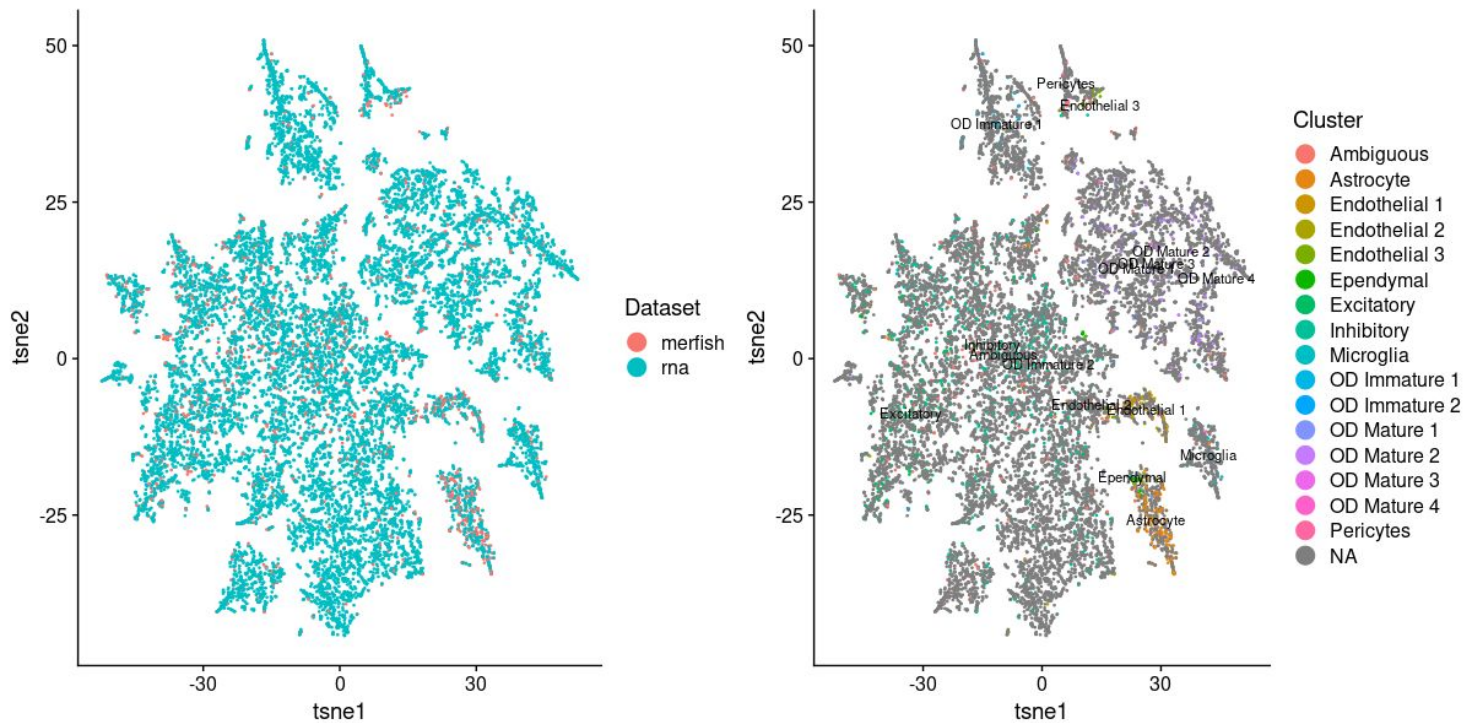 50
25
0
-25
tsne2
-30
0
30
tsne1
Dataset
merfish
rna
50
25
0
-25
tsne2
-30
0
30
tsne1
Pericytes
Endothelial 3
OD Immature 1
OD Mature 2
OD Mature 3
OD Mature 1
OD Mature 4
Inhibitory
Ambiguous
OD Immature 2
Endothelial 2
Endothelial 1
Excitatory
Microglia
Ependymal
Astrocyte
Cluster
Ambiguous
Astrocyte
Endothelial 1
Endothelial 2
Endothelial 3
Ependymal
Excitatory
Inhibitory
Microglia
OD Immature 1
OD Immature 2
OD Mature 1
OD Mature 2
OD Mature 3
OD Mature 4
Pericytes
NA